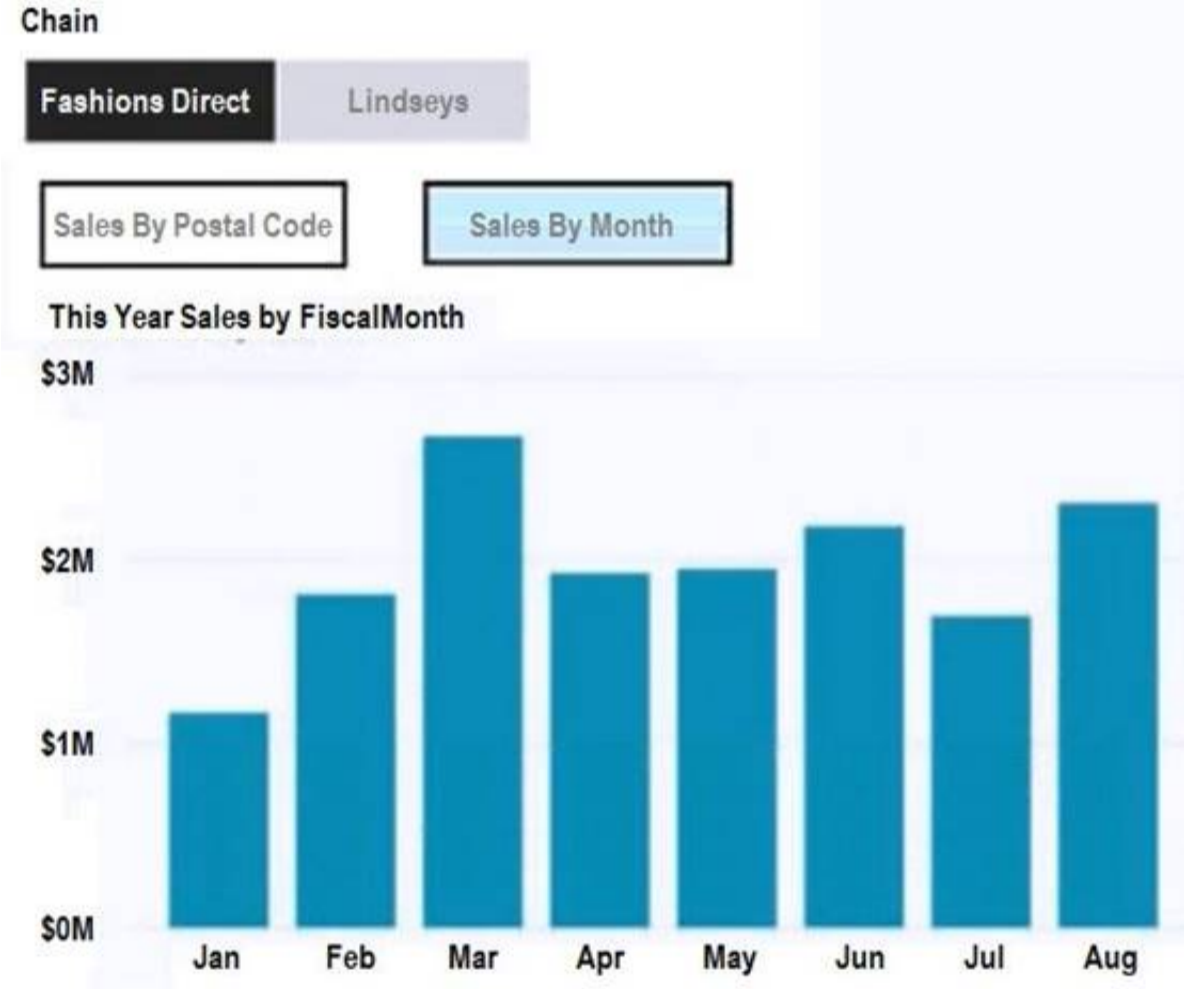 Chain
Fashions Direct Lindseys
Sales By Postal Code Sales By Month
This Year Sales by FiscalMonth
$3M
$2M
$1M
$0M
Jan Feb Mar Apr May Jun Jul Aug